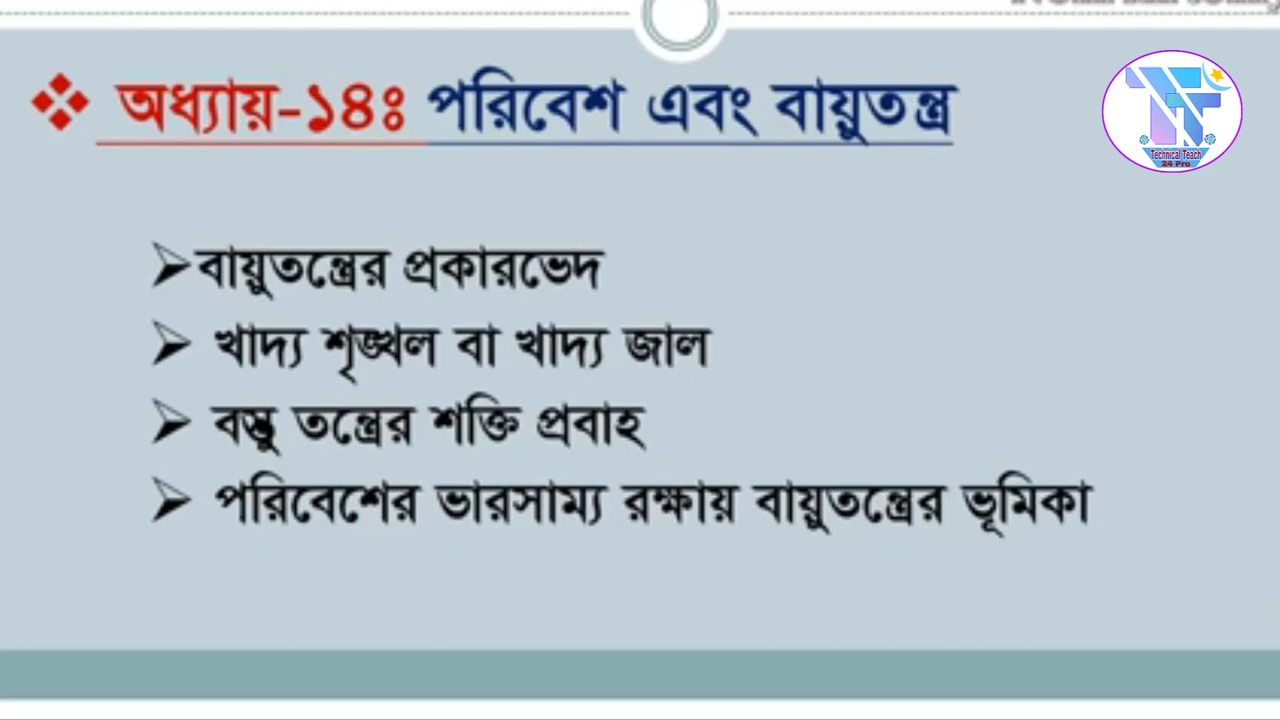 অধ্যায়-১৪ঃ পরিবেশ এবং বায়ুতন্ত্র
Technical Teach
24 Pro
বায়ুতন্ত্রের প্রকারভেদ
খাদ্য শৃঙ্খল বা খাদ্য জাল
বস্তু তন্ত্রের শক্তি প্রবাহ
পরিবেশের ভারসাম্য রক্ষায় বায়ুতন্ত্রের ভূমিকা